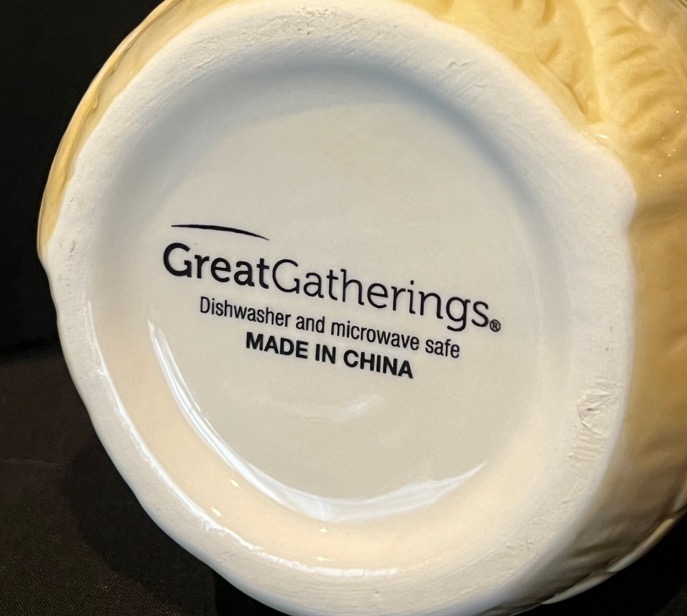 GreatGatherings®
Dishwasher and microwave safe
MADE IN CHINA